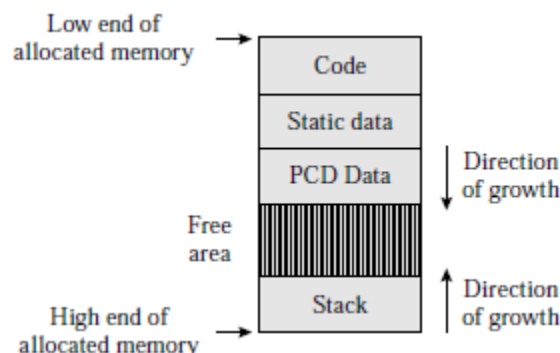 Low end of
allocated memory
Code
Static data
PCD Data
Direction
of growth
Free
area
Stack
Direction
of growth
High end of
allocated memory